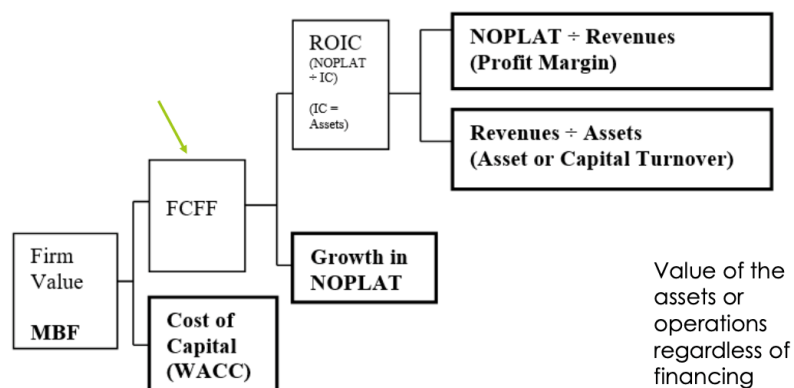 ROIC
(NOPLAT
÷ IC)
(IC =
Assets)
NOPLAT ÷ Revenues
(Profit Margin)
Revenues ÷ Assets
(Asset or Capital Turnover)
FCFF
Growth in
NOPLAT
Firm
Value
MBF
Cost of
Capital
(WACC)
Value of the
assets or
operations
regardless of
financing